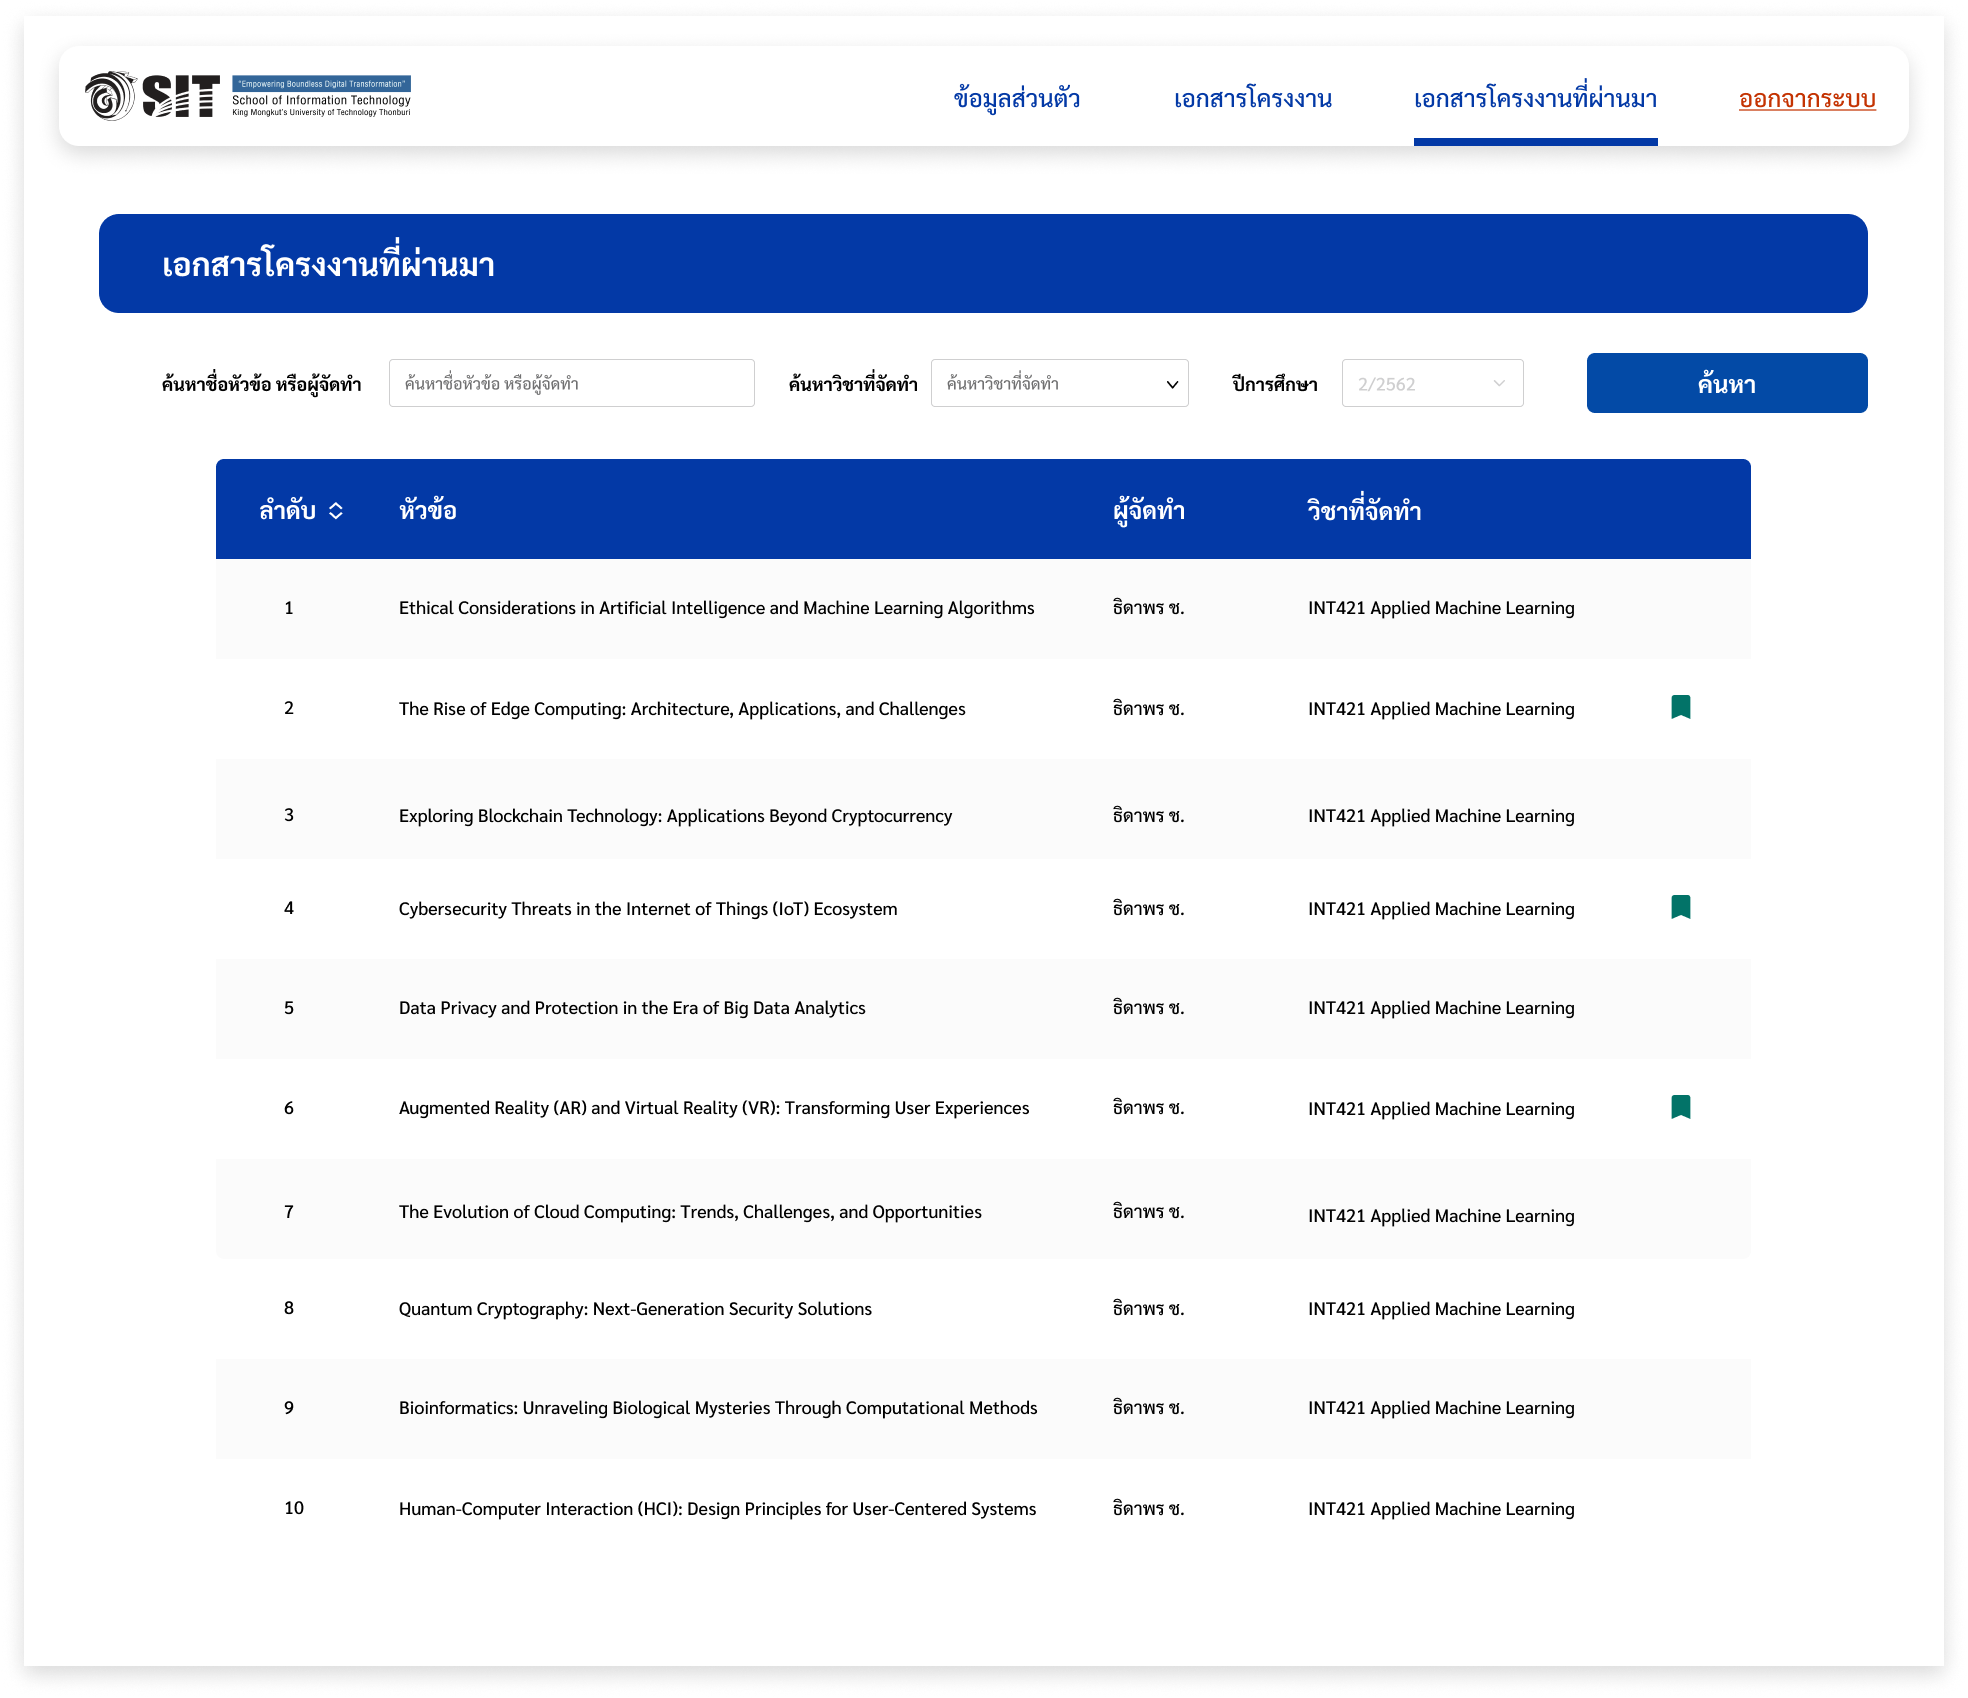 SIT
"Empowering Boundless Digital Transformation"
School of Information Technology
King Mongkut's University of Technology Thonburi
ข้อมูลส่วนตัว เอกสารโครงงาน เอกสารโครงงานที่ผ่านมา ออกจากระบบ
เอกสารโครงงานที่ผ่านมา
ค้นหาชื่อหัวข้อ หรือผู้จัดทำ ค้นหาชื่อหัวข้อ หรือผู้จัดทำ ค้นหาวิชาที่จัดทำ ค้นหาวิชาที่จัดทำ ปีการศึกษา 2/2562 ค้นหา
ลำดับ หัวข้อ ผู้จัดทำ วิชาที่จัดทำ
1 Ethical Considerations in Artificial Intelligence and Machine Learning Algorithms ธิดาพร ช. INT421 Applied Machine Learning
2 The Rise of Edge Computing: Architecture, Applications, and Challenges ธิดาพร ช. INT421 Applied Machine Learning
3 Exploring Blockchain Technology: Applications Beyond Cryptocurrency ธิดาพร ช. INT421 Applied Machine Learning
4 Cybersecurity Threats in the Internet of Things (IoT) Ecosystem ธิดาพร ช. INT421 Applied Machine Learning
5 Data Privacy and Protection in the Era of Big Data Analytics ธิดาพร ช. INT421 Applied Machine Learning
6 Augmented Reality (AR) and Virtual Reality (VR): Transforming User Experiences ธิดาพร ช. INT421 Applied Machine Learning
7 The Evolution of Cloud Computing: Trends, Challenges, and Opportunities ธิดาพร ช. INT421 Applied Machine Learning
8 Quantum Cryptography: Next-Generation Security Solutions ธิดาพร ช. INT421 Applied Machine Learning
9 Bioinformatics: Unraveling Biological Mysteries Through Computational Methods ธิดาพร ช. INT421 Applied Machine Learning
10 Human-Computer Interaction (HCI): Design Principles for User-Centered Systems ธิดาพร ช. INT421 Applied Machine Learning